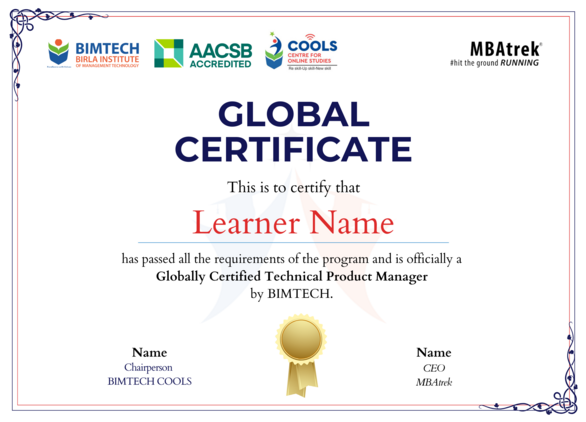 BIMTECH
BIRLA INSTITUTE
OF MANAGEMENT TECHNOLOGY
AACSB
ACCREDITED
COOLS
CENTRE FOR
ONLINE STUDIES
MBAtrek
#hit the ground RUNNING
GLOBAL
CERTIFICATE
This is to certify that
Learner Name
has passed all the requirements of the program and is officially a
Globally Certified Technical Product Manager
by BIMTECH.
Name
Chairperson
BIMTECH COOLS
Name
CEO
MBAtrek